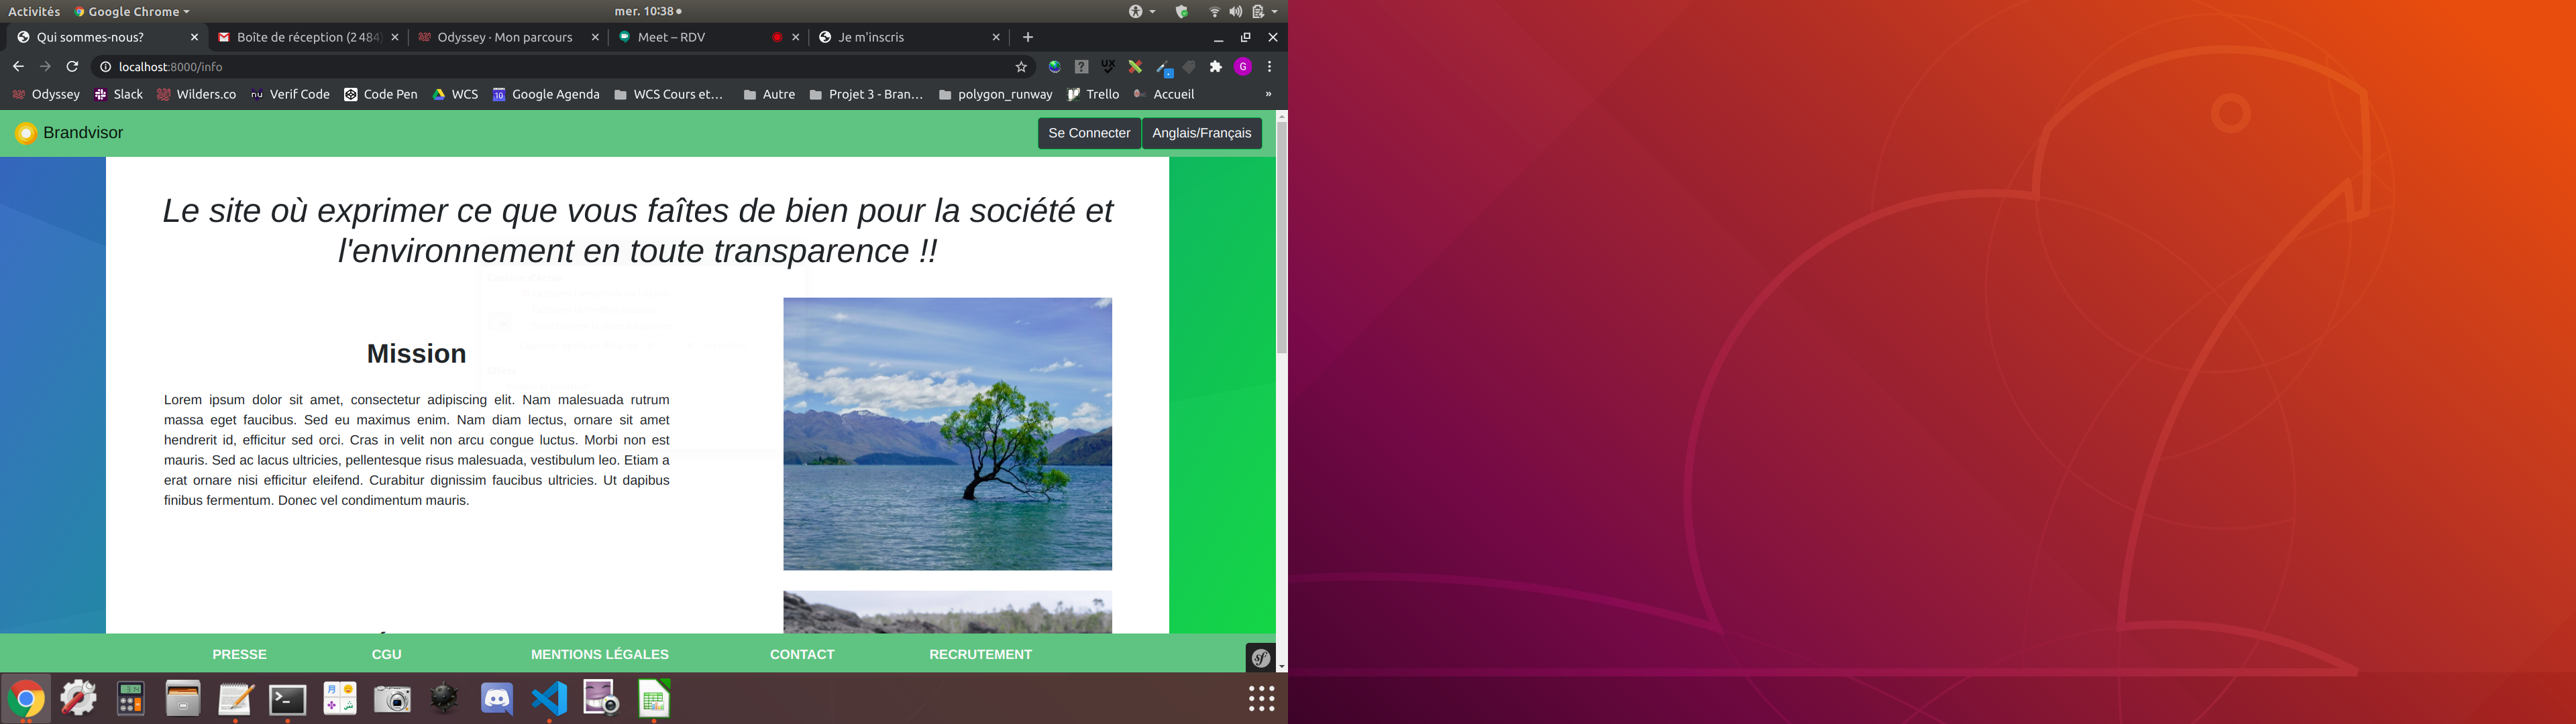 Activités Google Chrome mer. 10:38
Qui sommes-nous? Boîte de réception (2 484) Odyssey · Mon parcours Meet – RDV Je m'inscris
localhost:8000/info UX G
Odyssey Slack Wilders.co nu Verif Code Code Pen WCS 10 Google Agenda WCS Cours et… Autre Projet 3 - Bran… polygon_runway Trello Accueil »
Brandvisor Se Connecter Anglais/Français
Le site où exprimer ce que vous faîtes de bien pour la société et
l'environnement en toute transparence !!
Mission
Lorem ipsum dolor sit amet, consectetur adipiscing elit. Nam malesuada rutrum
massa eget faucibus. Sed eu maximus enim. Nam diam lectus, ornare sit amet
hendrerit id, efficitur sed orci. Cras in velit non arcu congue luctus. Morbi non est
mauris. Sed ac lacus ultricies, pellentesque risus malesuada, vestibulum leo. Etiam a
erat ornare nisi efficitur eleifend. Curabitur dignissim faucibus ultricies. Ut dapibus
finibus fermentum. Donec vel condimentum mauris.
PRESSE CGU MENTIONS LÉGALES CONTACT RECRUTEMENT
sf